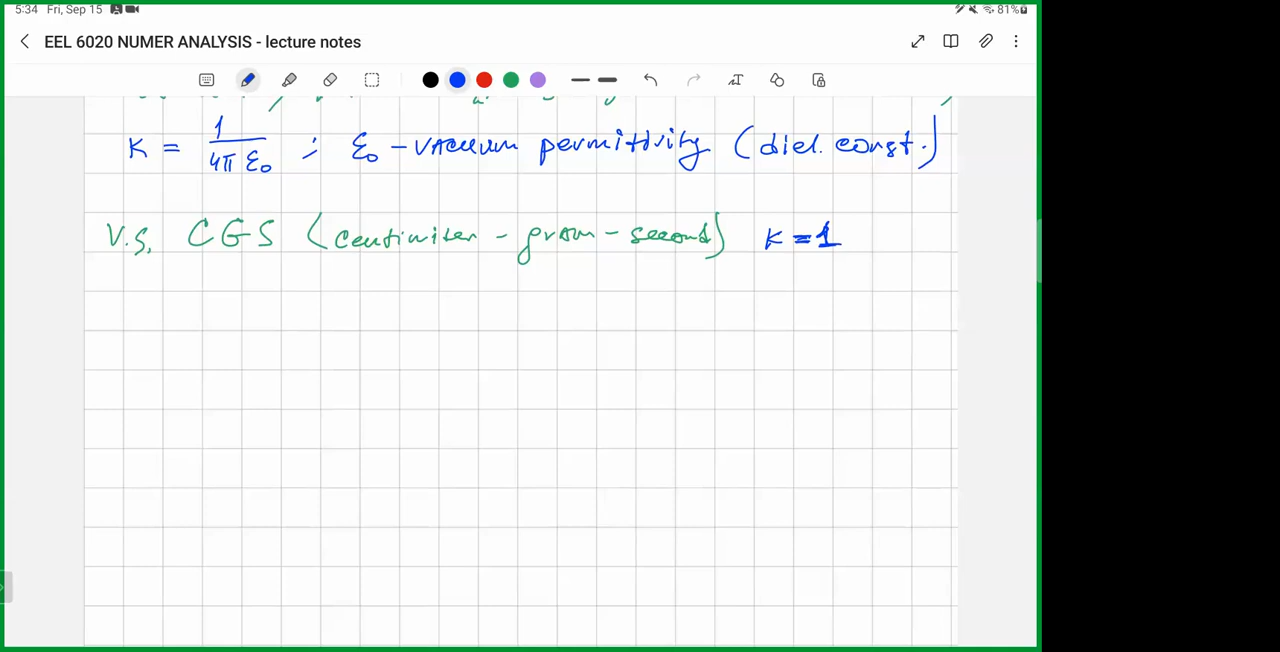 5:34 Fri, Sep 15 81%
EEL 6020 NUMER ANALYSIS - lecture notes
K = 1/(4π ε₀) ; ε₀ - vacuum permittivity (diel. const.)
V.S. CGS (centimiter - gram - second) K = 1